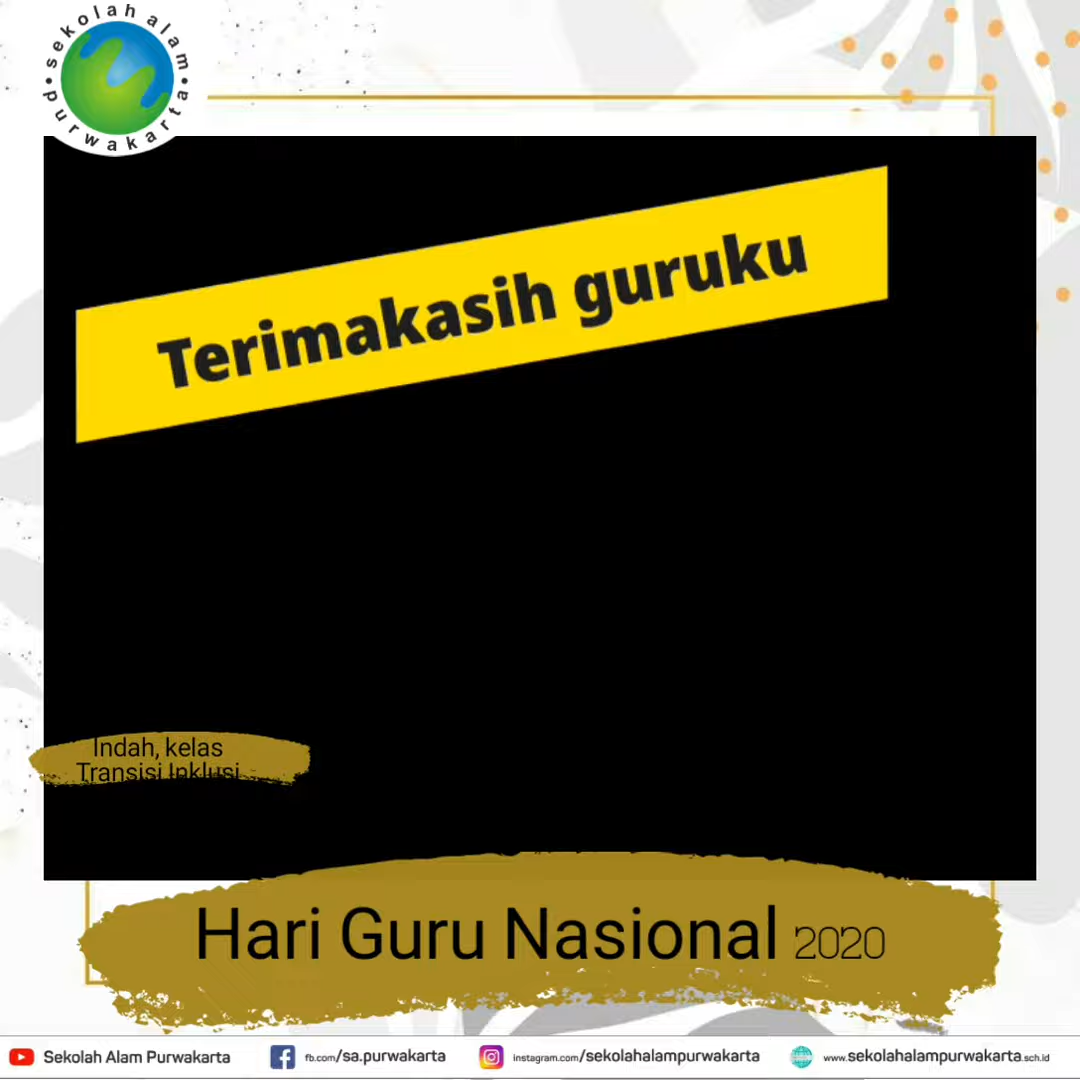 sekolah alam
purwakarta
Terimakasih guruku
Indah, kelas
Transisi Inklusi
Hari Guru Nasional 2020
Sekolah Alam Purwakarta
fb.com/sa.purwakarta
instagram.com/sekolahalampurwakarta
www.sekolahalampurwakarta.sch.id